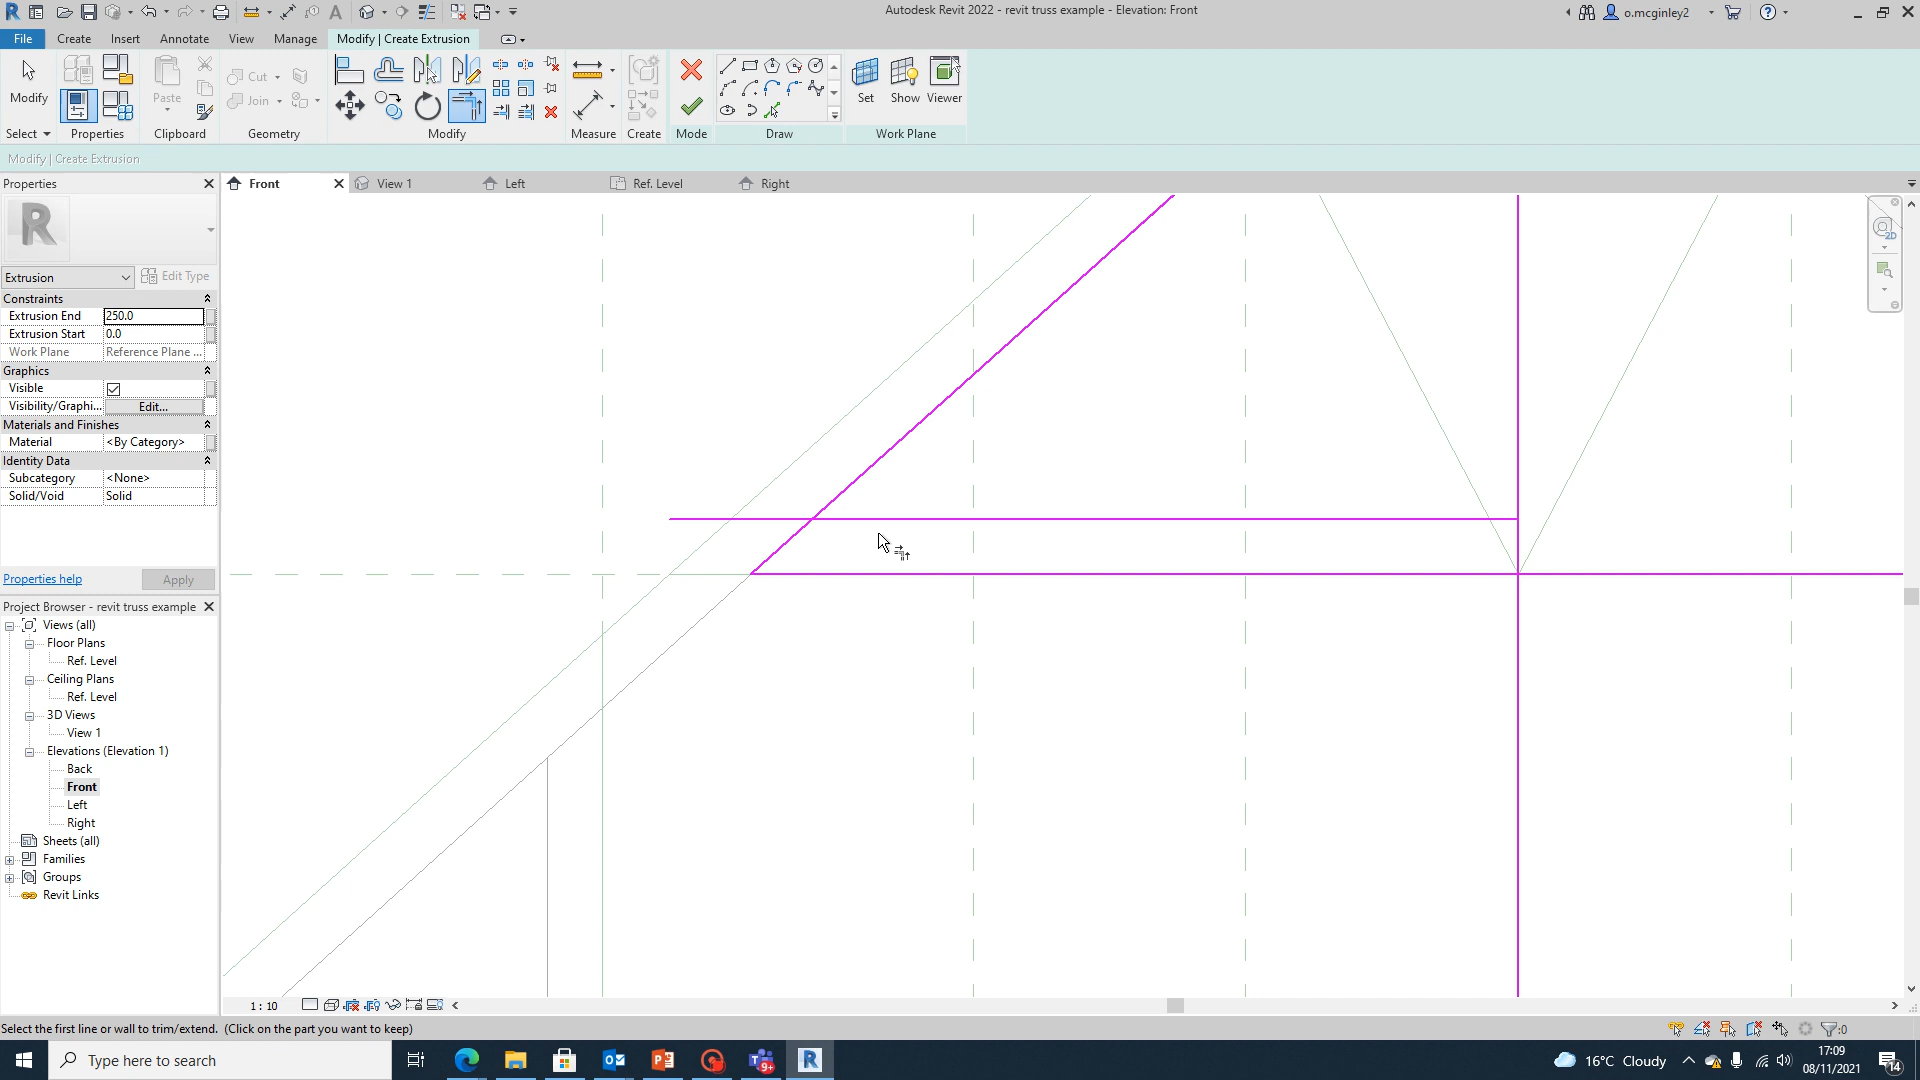 Autodesk Revit 2022 - revit truss example - Elevation: Front
o.mcginley2
File
Create
Insert
Annotate
View
Manage
Modify | Create Extrusion
Modify
Paste
Cut
Join
Set
Show
Viewer
Select
Properties
Clipboard
Geometry
Modify
Measure
Create
Mode
Draw
Work Plane
Modify | Create Extrusion
Properties
Front
View 1
Left
Ref. Level
Right
Extrusion
Edit Type
Constraints
Extrusion End
250.0
Extrusion Start
0.0
Work Plane
Reference Plane ...
Graphics
Visible
Visibility/Graphi...
Edit...
Materials and Finishes
Material
<By Category>
Identity Data
Subcategory
<None>
Solid/Void
Solid
Properties help
Apply
Project Browser - revit truss example
Views (all)
Floor Plans
Ref. Level
Ceiling Plans
Ref. Level
3D Views
View 1
Elevations (Elevation 1)
Back
Front
Left
Right
Sheets (all)
Families
Groups
Revit Links
2D
1 : 10
Select the first line or wall to trim/extend. (Click on the part you want to keep)
:0
Type here to search
9+
16°C Cloudy
17:09
08/11/2021
14